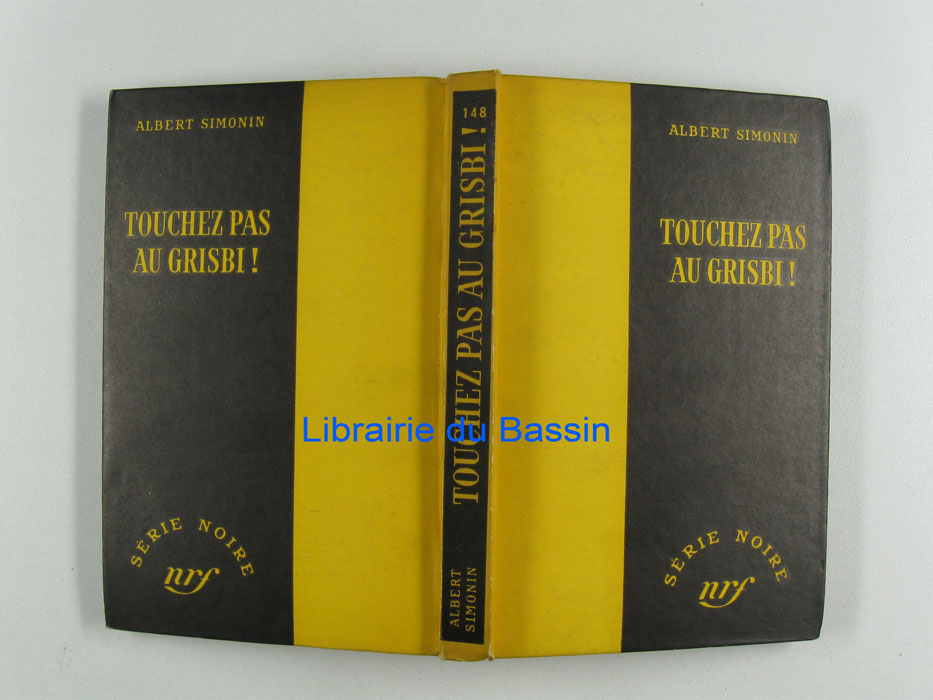 ALBERT SIMONIN
TOUCHEZ PAS
AU GRISBI !
SÉRIE NOIRE
nrf
148
TOUCHEZ PAS AU GRISBI !
ALBERT
SIMONIN
ALBERT SIMONIN
TOUCHEZ PAS
AU GRISBI !
SÉRIE NOIRE
nrf
Librairie du Bassin